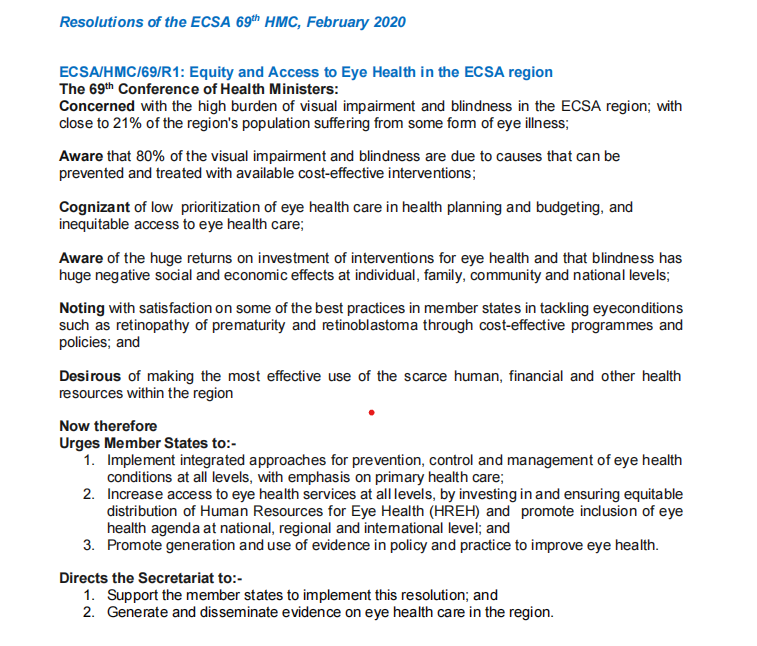 Resolutions of the ECSA 69th HMC, February 2020
ECSA/HMC/69/R1: Equity and Access to Eye Health in the ECSA region
The 69th Conference of Health Ministers:
Concerned with the high burden of visual impairment and blindness in the ECSA region; with
close to 21% of the region's population suffering from some form of eye illness;
Aware that 80% of the visual impairment and blindness are due to causes that can be
prevented and treated with available cost-effective interventions;
Cognizant of low prioritization of eye health care in health planning and budgeting, and
inequitable access to eye health care;
Aware of the huge returns on investment of interventions for eye health and that blindness has
huge negative social and economic effects at individual, family, community and national levels;
Noting with satisfaction on some of the best practices in member states in tackling eyeconditions
such as retinopathy of prematurity and retinoblastoma through cost-effective programmes and
policies; and
Desirous of making the most effective use of the scarce human, financial and other health
resources within the region
Now therefore
Urges Member States to:-
1. Implement integrated approaches for prevention, control and management of eye health
conditions at all levels, with emphasis on primary health care;
2. Increase access to eye health services at all levels, by investing in and ensuring equitable
distribution of Human Resources for Eye Health (HREH) and promote inclusion of eye
health agenda at national, regional and international level; and
3. Promote generation and use of evidence in policy and practice to improve eye health.
Directs the Secretariat to:-
1. Support the member states to implement this resolution; and
2. Generate and disseminate evidence on eye health care in the region.